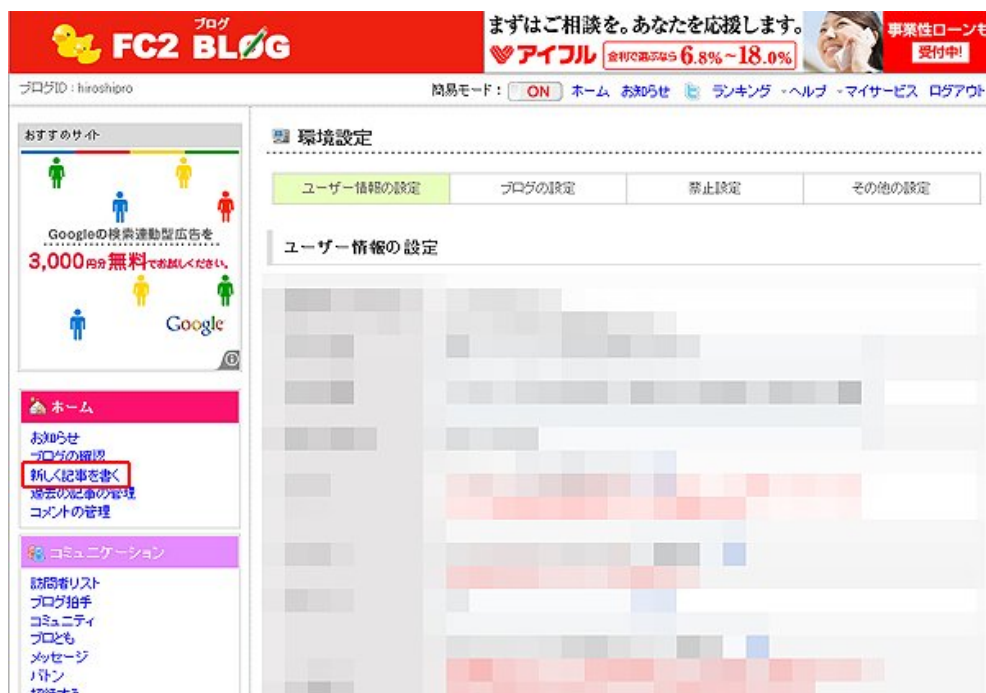 ブログ
FC2 BLOG
まずはご相談を。あなたを応援します。
アイフル 金利で選ぶなら 6.8%~18.0%
事業性ローンも
受付中!
ブログID : hiroshipro
簡易モード : ON ホーム お知らせ ランキング ヘルプ マイサービス ログアウト
おすすめサイト
Googleの検索連動型広告を
3,000円分無料でお試しください。
Google
環境設定
ユーザー情報の設定 ブログの設定 禁止設定 その他の設定
ユーザー情報の設定
ホーム
お知らせ
ブログの確認
新しく記事を書く
過去の記事の管理
コメントの管理
コミュニケーション
訪問者リスト
ブログ拍手
コミュニティ
ブロとも
メッセージ
バトン